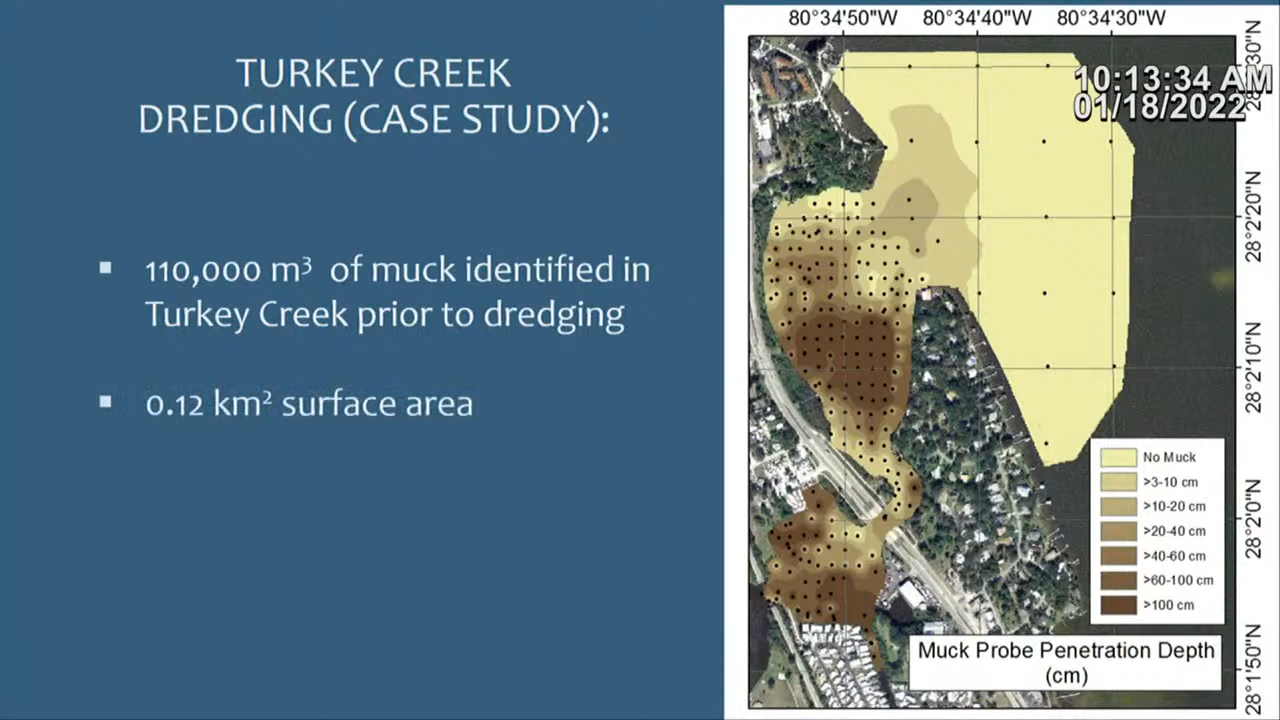 TURKEY CREEK
DREDGING (CASE STUDY):
▪ 110,000 m³ of muck identified in
Turkey Creek prior to dredging
▪ 0.12 km² surface area
80°34'50"W 80°34'40"W 80°34'30"W
10:13:34 AM
01/18/2022
28°2'20"N
28°2'10"N
28°2'0"N
28°1'50"N
No Muck
>3-10 cm
>10-20 cm
>20-40 cm
>40-60 cm
>60-100 cm
>100 cm
Muck Probe Penetration Depth
(cm)